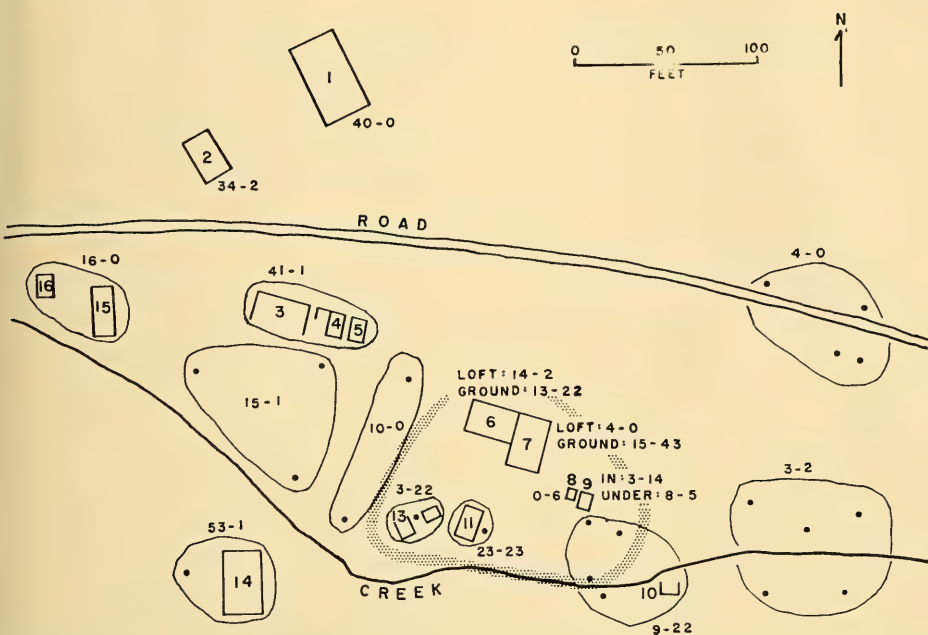 N
0 50 100
FEET
1
40-0
2
34-2
ROAD
16-0
16
15
41-1
3
4
5
4-0
15-1
10-0
LOFT: 14-2
GROUND: 13-22
6
7
LOFT: 4-0
GROUND: 15-43
8
9
0-6
IN: 3-14
UNDER: 8-5
3-2
3-22
13
11
23-23
53-1
14
CREEK
10
9-22